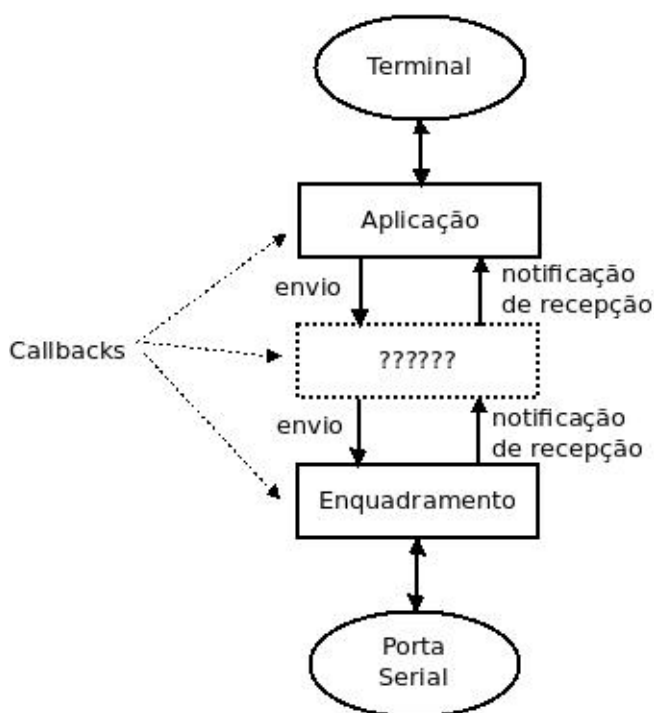 Terminal
Aplicação
envio
notificação
de recepção
Callbacks
??????
envio
notificação
de recepção
Enquadramento
Porta
Serial